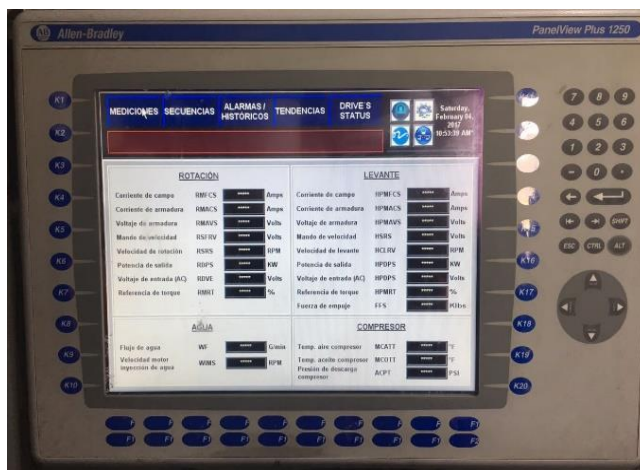 Allen-Bradley
PanelView Plus 1250
MEDICIONES SECUENCIAS ALARMAS / HISTÓRICOS TENDENCIAS DRIVE'S STATUS
Saturday,
February 04,
2017
10:53:39 AM
ROTACIÓN
Corriente de campo RMFCS ***** Amps
Corriente de armadura RMACS ***** Amps
Voltaje de armadura RMAVS ***** Volts
Mando de velocidad RSFRV ***** Volts
Velocidad de rotación RSRS ***** RPM
Potencia de salida RDPS ***** KW
Voltaje de entrada (AC) RDVE ***** Volts
Referencia de torque RMRT ***** %
LEVANTE
Corriente de campo HPMFCS ***** Amps
Corriente de armadura HPMACS ***** Amps
Voltaje de armadura HPMAVS ***** Volts
Mando de velocidad HSRS ***** Volts
Velocidad de levante HCLRV ***** RPM
Potencia de salida HPDPS ***** KW
Voltaje de entrada (AC) HPDPS ***** Volts
Referencia de torque HPMRT ***** %
Fuerza de empuje FFS ***** Klbs
AGUA
Flujo de agua WF ***** G/min
Velocidad motor inyección de agua WIMS ***** RPM
COMPRESOR
Temp. aire compresor MCATT ***** °F
Temp. aceite compresor MCOTT ***** °F
Presión de descarga compresor ACPT ***** PSI
K1
K2
K3
K4
K5
K6
K7
K8
K9
K10
K16
K17
K18
K19
K20
7 8 9
4 5 6
1 2 3
- 0 .
SHIFT
ESC CTRL ALT